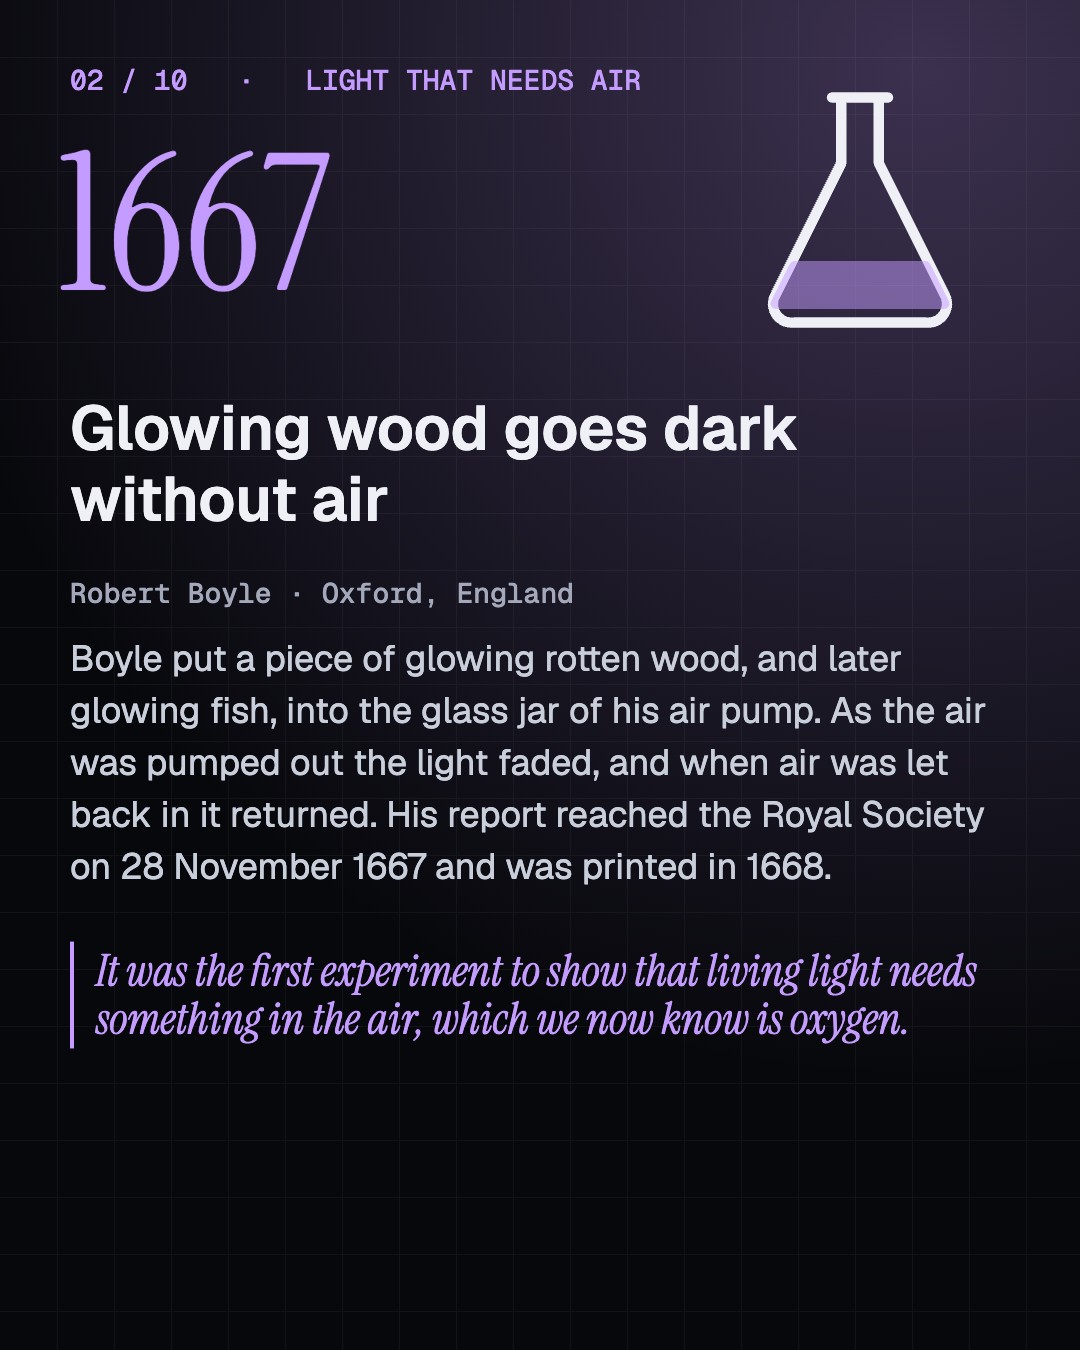 02 / 10 · LIGHT THAT NEEDS AIR
1667
Glowing wood goes dark
without air
Robert Boyle · Oxford, England
Boyle put a piece of glowing rotten wood, and later
glowing fish, into the glass jar of his air pump. As the air
was pumped out the light faded, and when air was let
back in it returned. His report reached the Royal Society
on 28 November 1667 and was printed in 1668.
It was the first experiment to show that living light needs
something in the air, which we now know is oxygen.